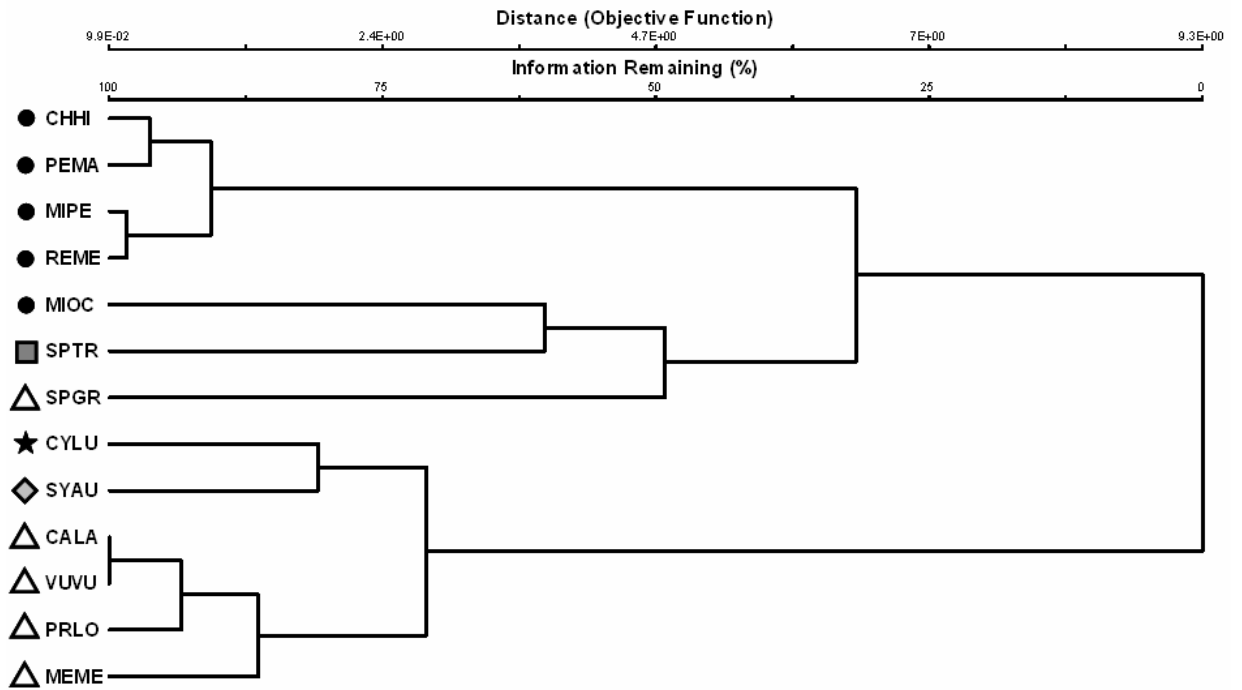 Distance (Objective Function)
9.9E-02 2.4E+00 4.7E+00 7E+00 9.3E+00
Information Remaining (%)
100 75 50 25 0
CHHI
PEMA
MIPE
REME
MIOC
SPTR
SPGR
CYLU
SYAU
CALA
VUVU
PRLO
MEME